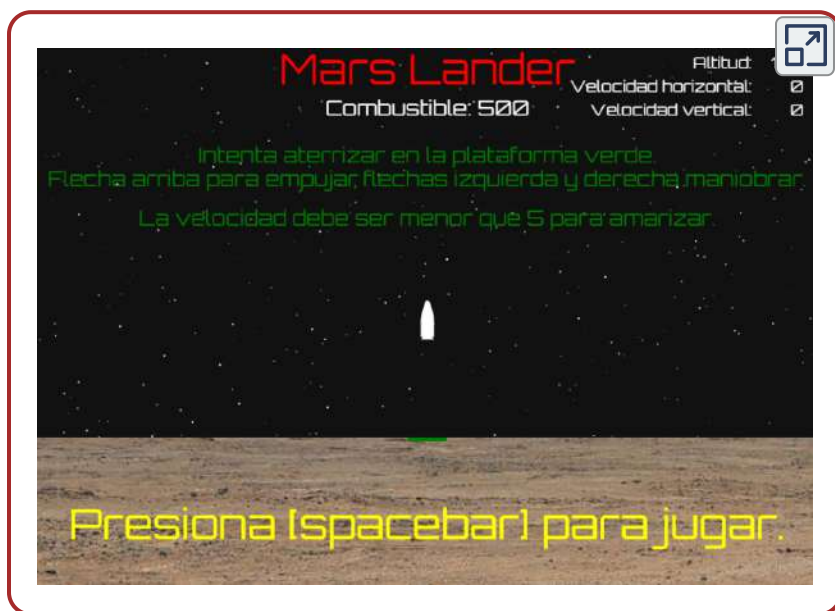 Mars Lander
Altitud:
Velocidad horizontal: 0
Combustible: 500
Velocidad vertical: 0
Intenta aterrizar en la plataforma verde.
Flecha arriba para empujar, flechas izquierda y derecha maniobrar.
La velocidad debe ser menor que 5 para amarizar.
Presiona [spacebar] para jugar.